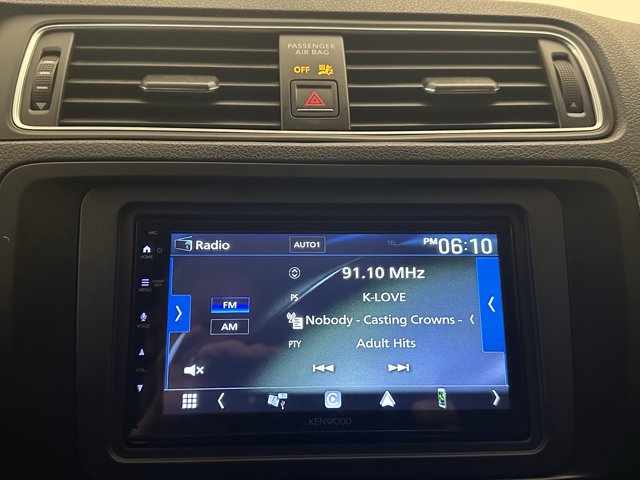 PASSENGER
AIR BAG
OFF
MIC
Radio
AUTO1
TEL
PM 06:10
HOME
91.10 MHz
MENU
FM
PS
K-LOVE
VOICE
AM
Nobody - Casting Crowns -
PTY
Adult Hits
VOL
KENWOOD